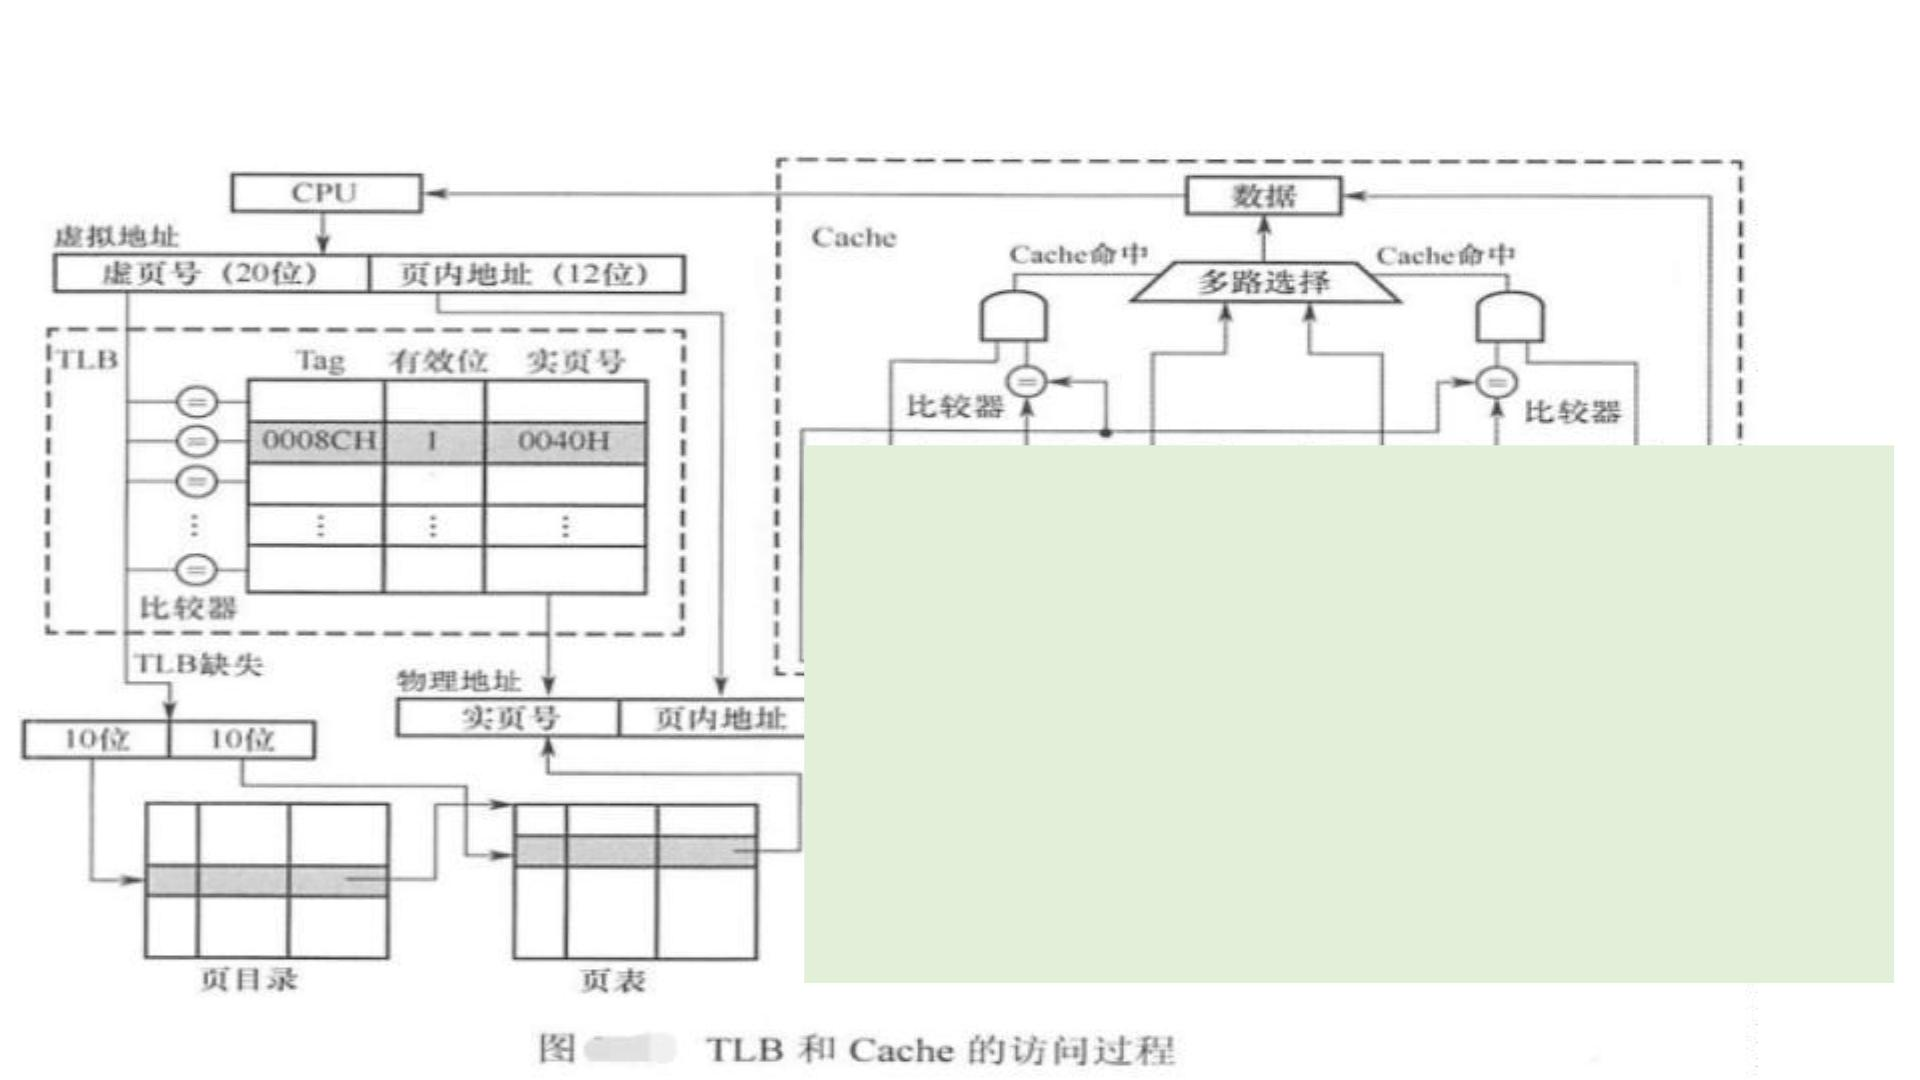 CPU
虚拟地址
虚页号（20位）
页内地址（12位）
TLB
Tag
有效位
实页号
0008CH
1
0040H
比较器
TLB缺失
10位
10位
物理地址
实页号
页内地址
页目录
页表
Cache
数据
Cache命中
多路选择
Cache命中
比较器
比较器
图 TLB 和 Cache 的访问过程